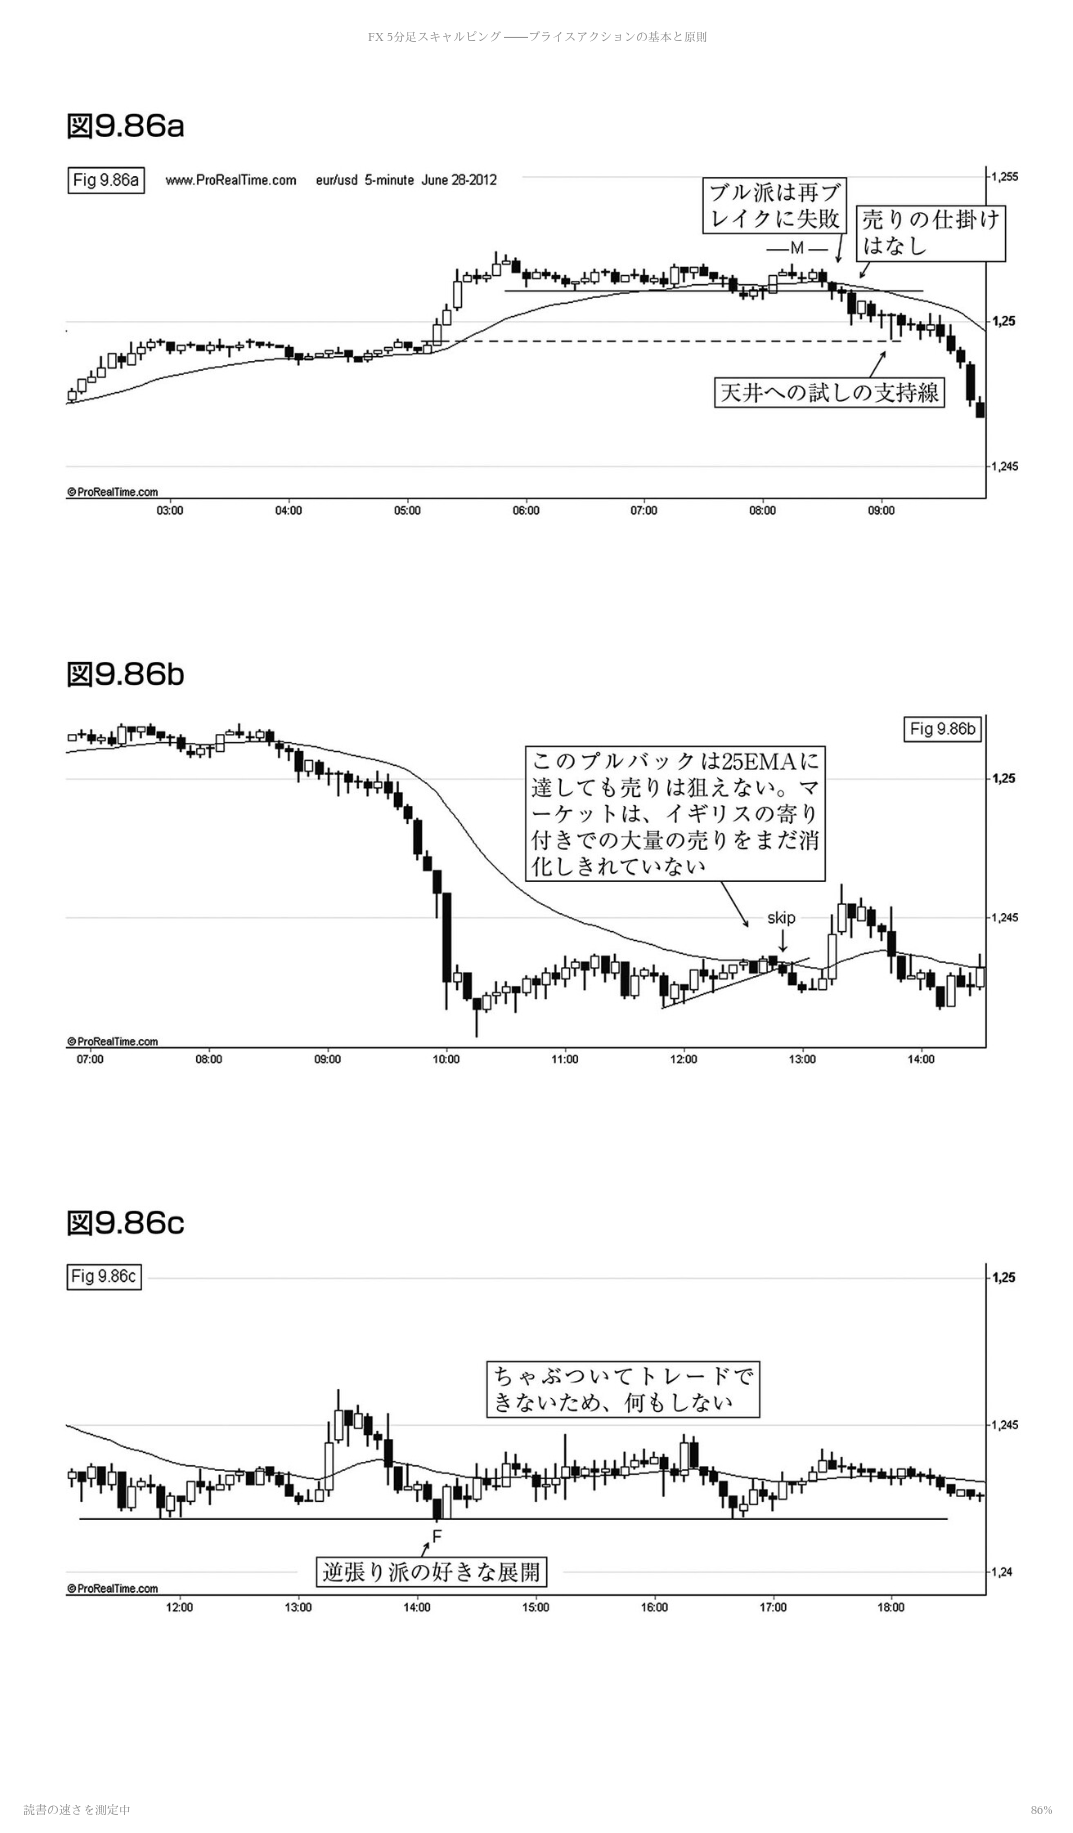 FX 5分足スキャルピング ――プライスアクションの基本と原則
図9.86a
Fig 9.86a
www.ProRealTime.com eur/usd 5-minute June 28-2012
ブル派は再ブ
レイクに失敗
売りの仕掛け
はなし
M
天井への試しの支持線
1,255
1,25
1,245
© ProRealTime.com
03:00 04:00 05:00 06:00 07:00 08:00 09:00
図9.86b
Fig 9.86b
このプルバックは25EMAに
達しても売りは狙えない。マ
ーケットは、イギリスの寄り
付きでの大量の売りをまだ消
化しきれていない
skip
1,25
1,245
© ProRealTime.com
07:00 08:00 09:00 10:00 11:00 12:00 13:00 14:00
図9.86c
Fig 9.86c
ちゃぶついてトレードで
きないため、何もしない
F
逆張り派の好きな展開
1,25
1,245
1,24
© ProRealTime.com
12:00 13:00 14:00 15:00 16:00 17:00 18:00
読書の速さを測定中
86%